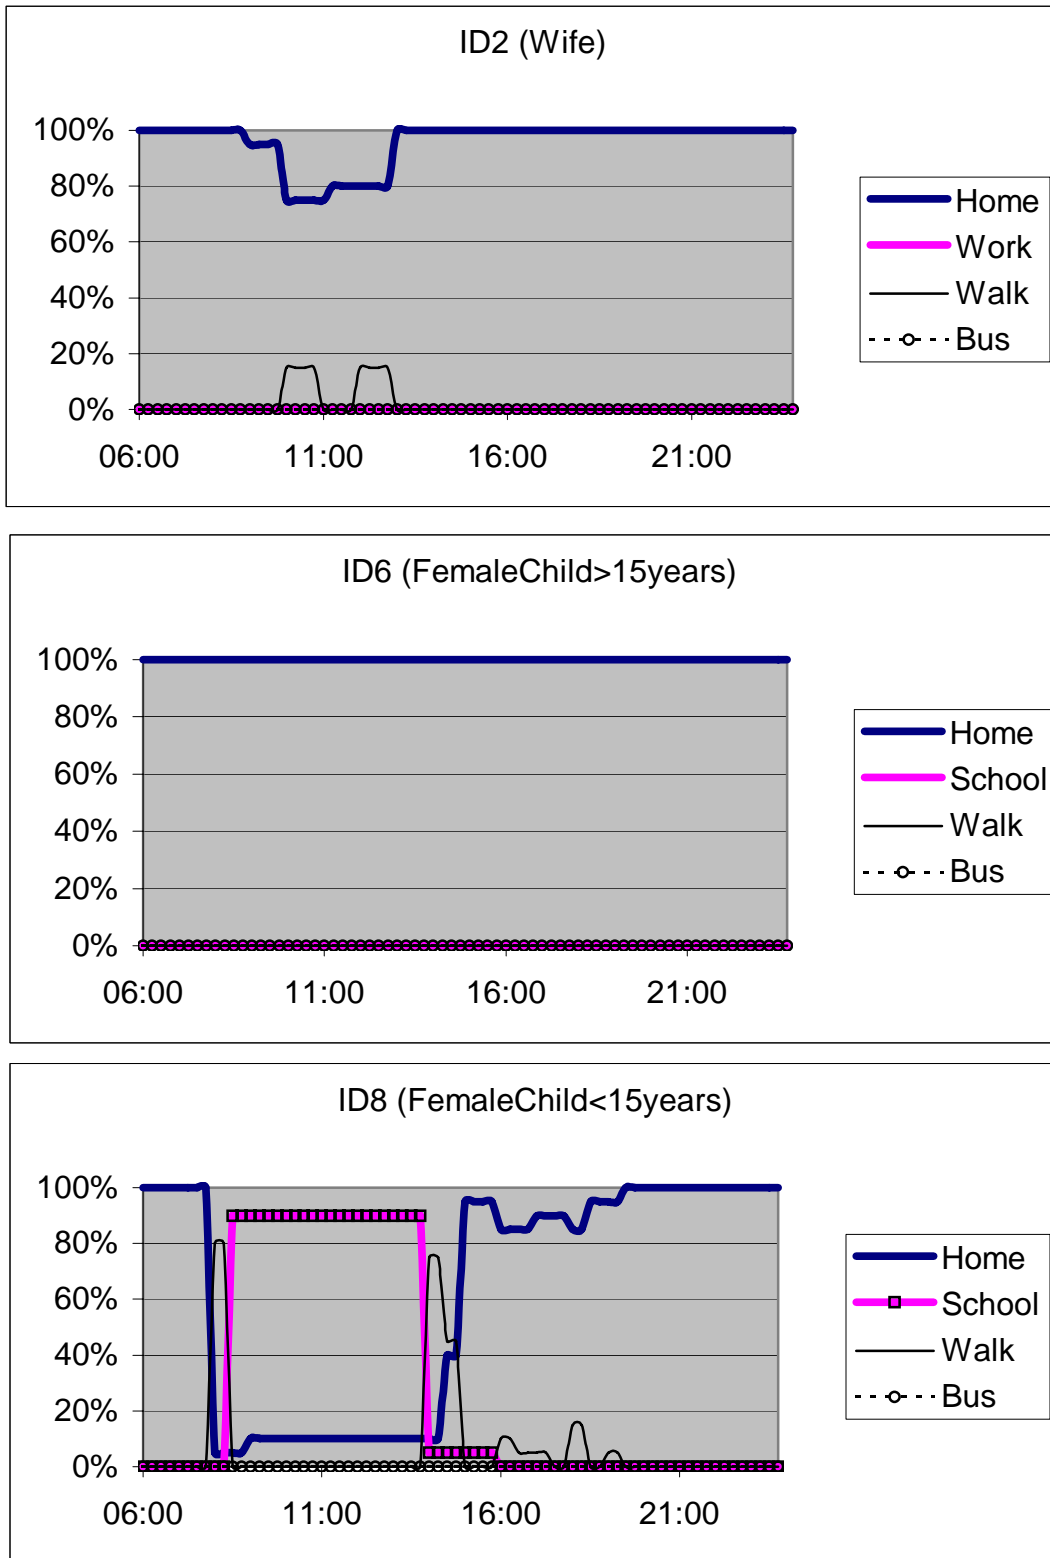 ID2 (Wife)
100%
80%
60%
40%
20%
0%
06:00 11:00 16:00 21:00
Home
Work
Walk
Bus
ID6 (FemaleChild>15years)
100%
80%
60%
40%
20%
0%
06:00 11:00 16:00 21:00
Home
School
Walk
Bus
ID8 (FemaleChild<15years)
100%
80%
60%
40%
20%
0%
06:00 11:00 16:00 21:00
Home
School
Walk
Bus